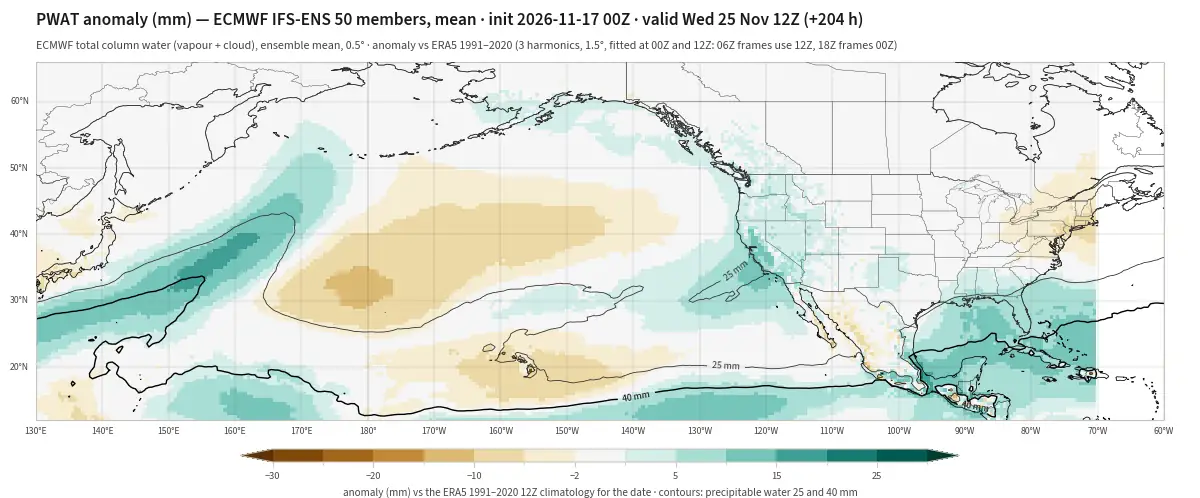 PWAT anomaly (mm) — ECMWF IFS-ENS 50 members, mean · init 2026-11-17 00Z · valid Wed 25 Nov 12Z (+204 h)
ECMWF total column water (vapour + cloud), ensemble mean, 0.5° · anomaly vs ERA5 1991–2020 (3 harmonics, 1.5°, fitted at 00Z and 12Z: 06Z frames use 12Z, 18Z frames 00Z)
60°N
50°N
40°N
25 mm
30°N
20°N
25 mm
40 mm
40 mm
130°E 140°E 150°E 160°E 170°E 180° 170°W 160°W 150°W 140°W 130°W 120°W 110°W 100°W 90°W 80°W 70°W 60°W
−30 −20 −10 −2 5 15 25
anomaly (mm) vs the ERA5 1991–2020 12Z climatology for the date · contours: precipitable water 25 and 40 mm